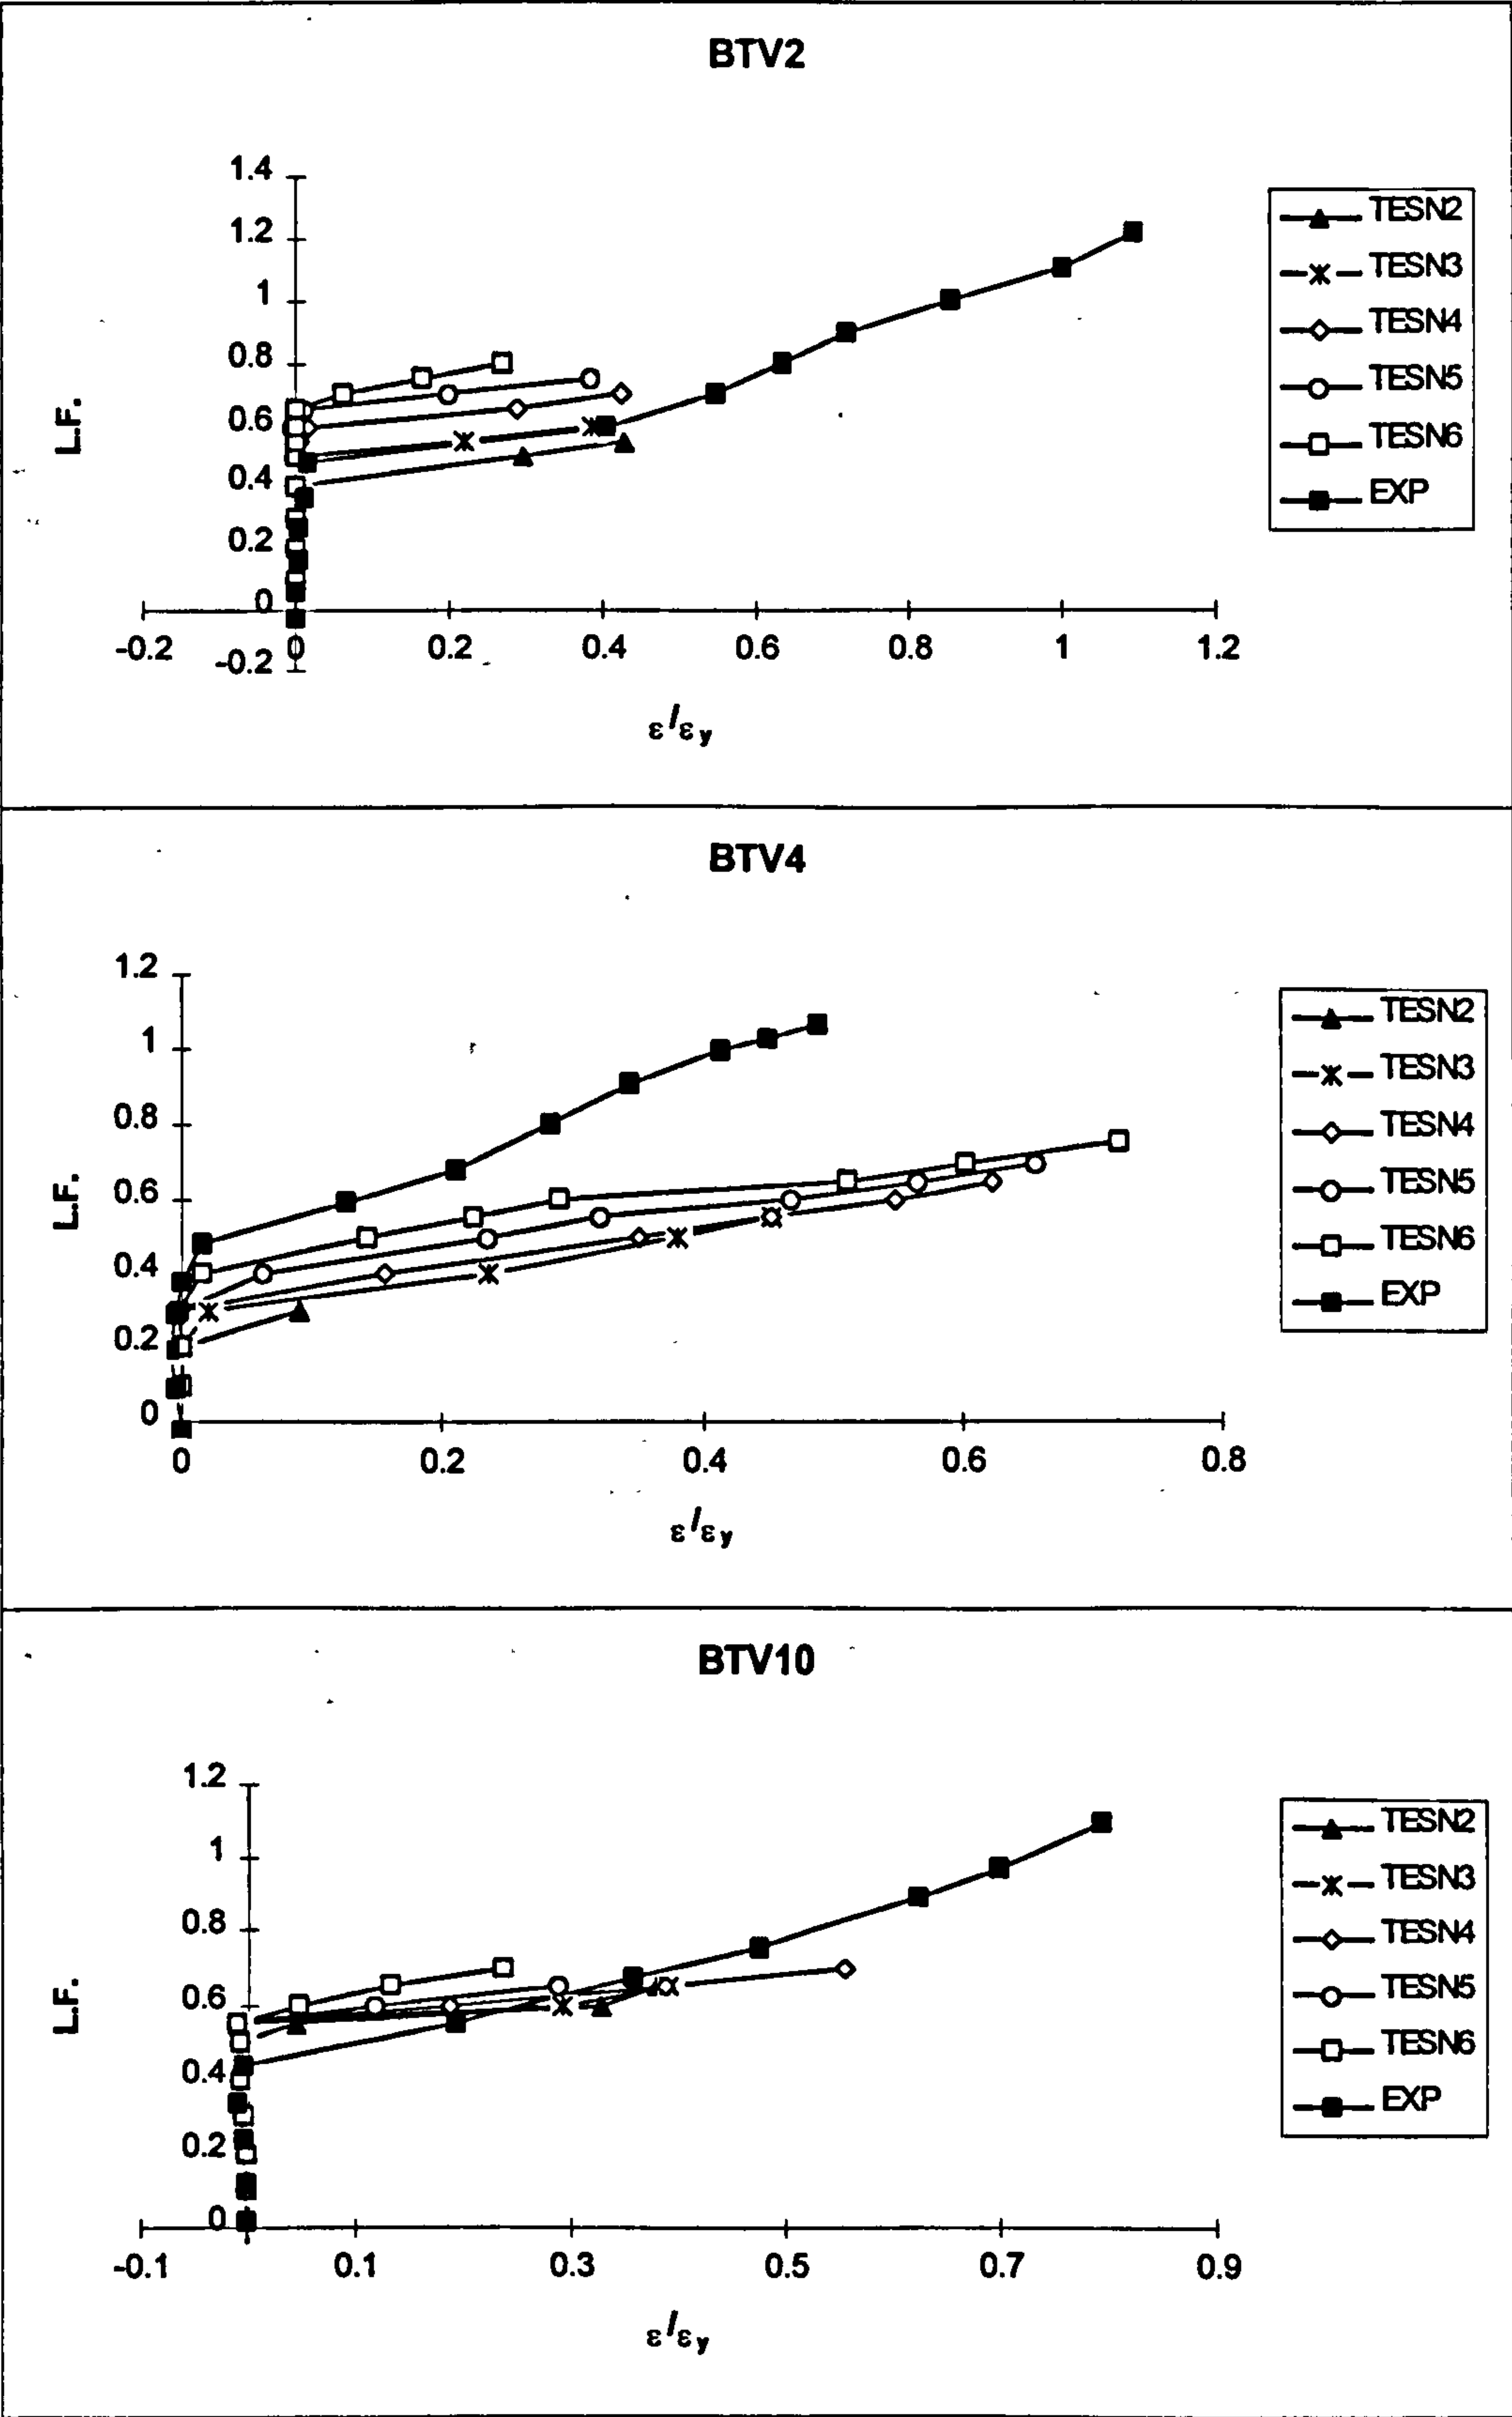 BTV2
1.4
1.2
1
0.8
0.6
0.4
0.2
0
-0.2
-0.2 0 0.2 0.4 0.6 0.8 1 1.2
L.F.
ε/εy
TESN2
TESN3
TESN4
TESN5
TESN6
EXP
BTV4
1.2
1
0.8
0.6
0.4
0.2
0
0 0.2 0.4 0.6 0.8
L.F.
ε/εy
TESN2
TESN3
TESN4
TESN5
TESN6
EXP
BTV10
1.2
1
0.8
0.6
0.4
0.2
0
-0.1 0.1 0.3 0.5 0.7 0.9
L.F.
ε/εy
TESN2
TESN3
TESN4
TESN5
TESN6
EXP